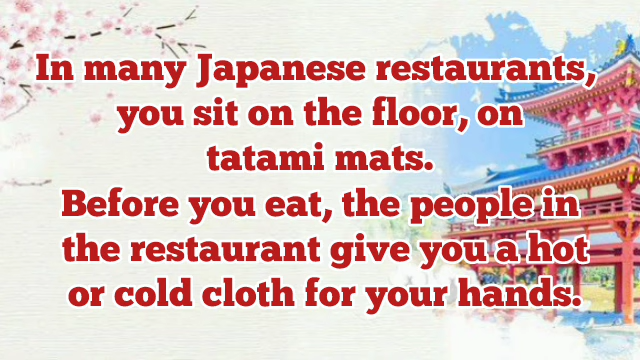 In many Japanese restaurants,
you sit on the floor, on
tatami mats.
Before you eat, the people in
the restaurant give you a hot
or cold cloth for your hands.